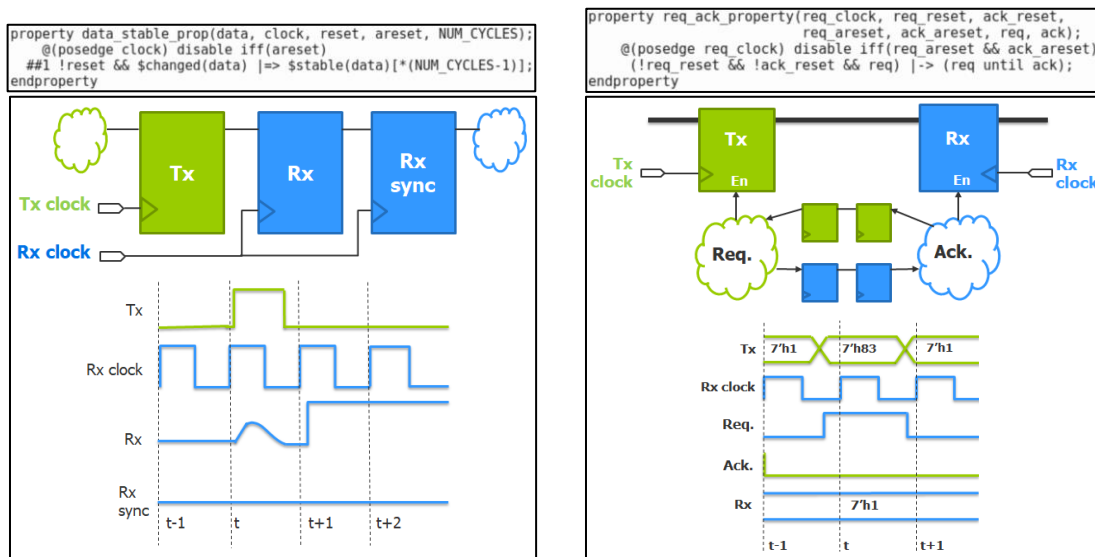 property data_stable_prop(data, clock, reset, areset, NUM_CYCLES);
@(posedge clock) disable iff(areset)
##1 !reset && $changed(data) |=> $stable(data)[*(NUM_CYCLES-1)];
endproperty
Tx
Rx
Rx
sync
Tx clock
Rx clock
Tx
Rx clock
Rx
Rx
sync
t-1
t
t+1
t+2
property req_ack_property(req_clock, req_reset, ack_reset,
req_areset, ack_areset, req, ack);
@(posedge req_clock) disable iff(req_areset && ack_areset)
(!req_reset && !ack_reset && req) |-> (req until ack);
endproperty
Tx
Rx
Tx
clock
En
En
Rx
clock
Req.
Ack.
Tx
7'h1
7'h83
7'h1
Rx clock
Req.
Ack.
Rx
7'h1
t-1
t
t+1